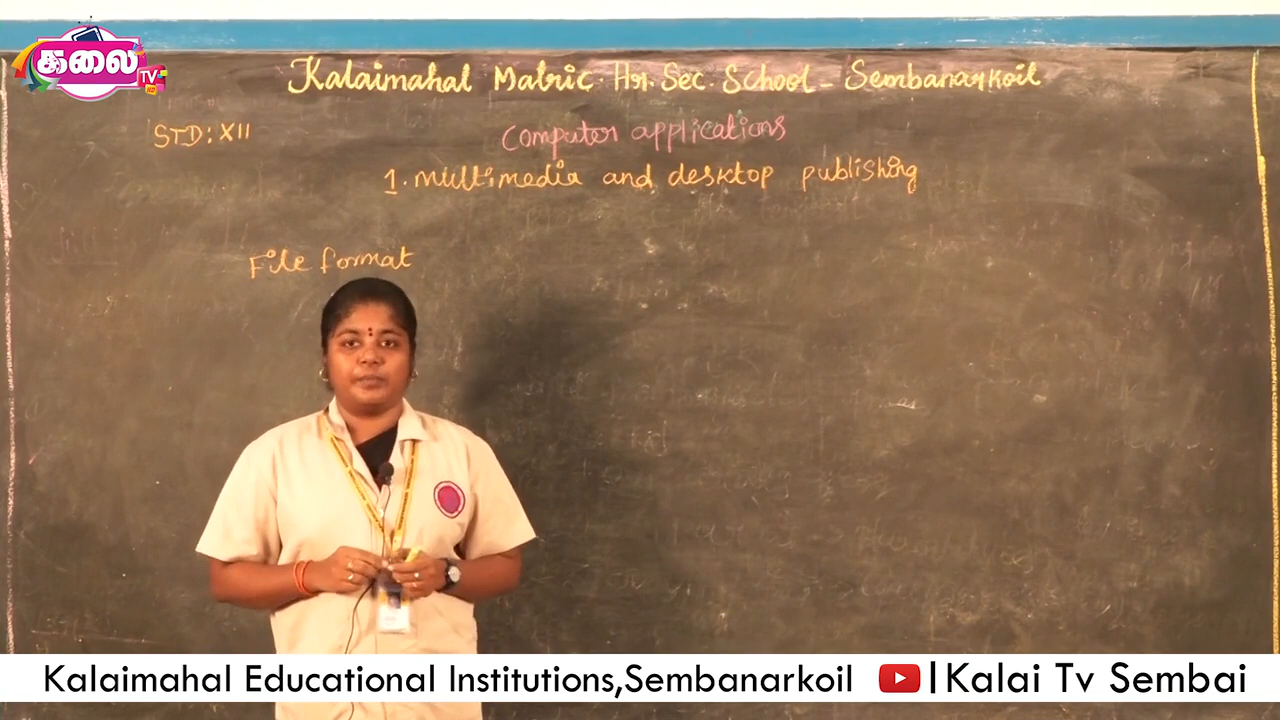 கலை
TV
HD
Kalaimahal Matric. Hr. Sec. School - Sembanarkoil
STD: XII
Computer applications
1. multimedia and desktop publishing
File format
Kalaimahal Educational Institutions,Sembanarkoil | Kalai Tv Sembai